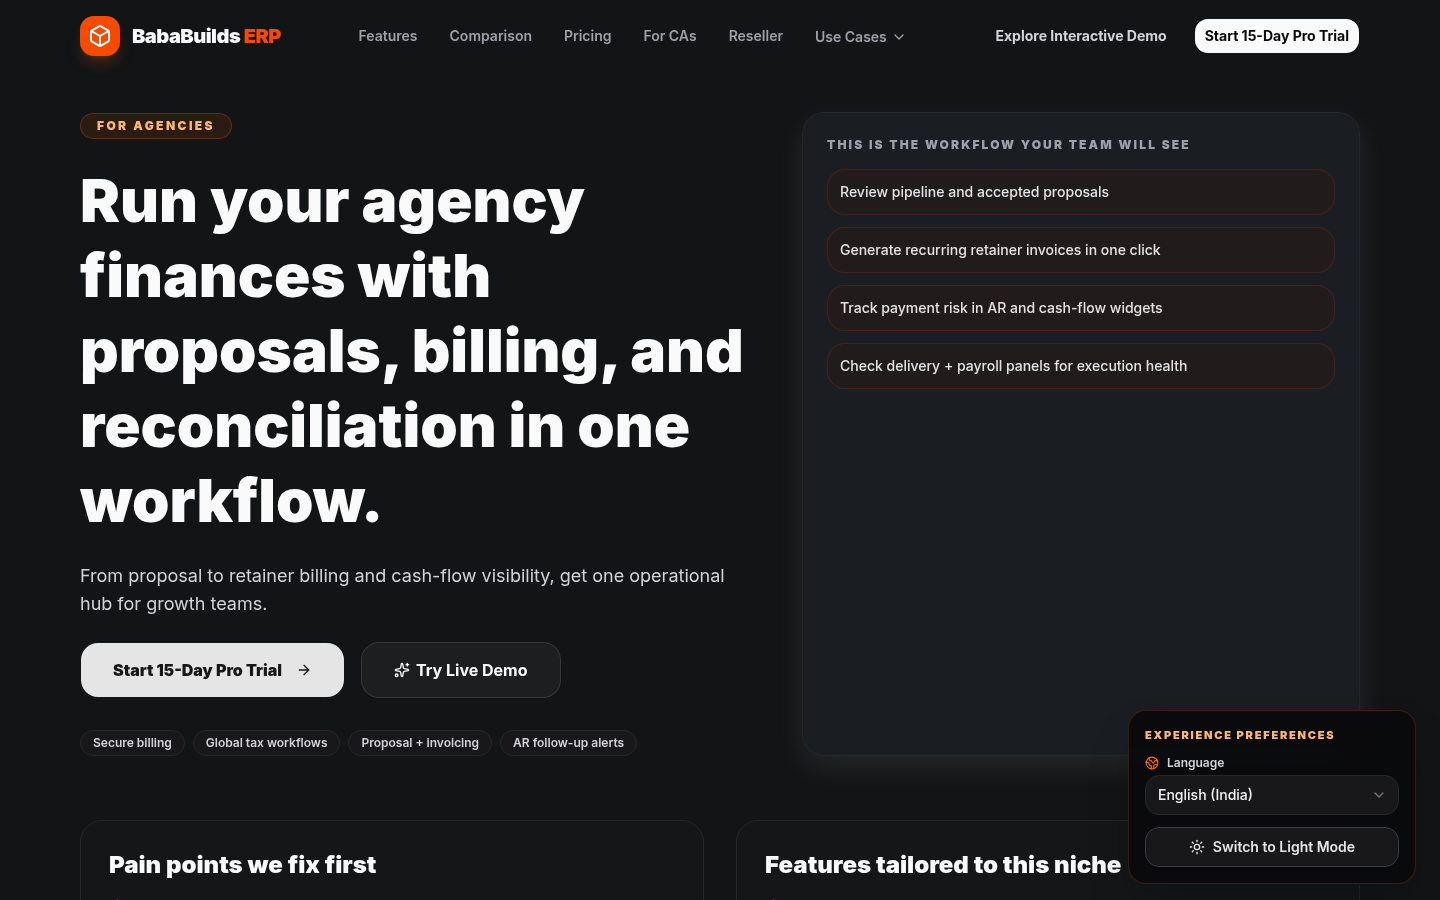 BabaBuilds ERP
Features
Comparison
Pricing
For CAs
Reseller
Use Cases
Explore Interactive Demo
Start 15-Day Pro Trial
FOR AGENCIES
Run your agency
finances with
proposals, billing, and
reconciliation in one
workflow.
From proposal to retainer billing and cash-flow visibility, get one operational
hub for growth teams.
Start 15-Day Pro Trial
Try Live Demo
Secure billing
Global tax workflows
Proposal + invoicing
AR follow-up alerts
THIS IS THE WORKFLOW YOUR TEAM WILL SEE
Review pipeline and accepted proposals
Generate recurring retainer invoices in one click
Track payment risk in AR and cash-flow widgets
Check delivery + payroll panels for execution health
Pain points we fix first
Features tailored to this niche
EXPERIENCE PREFERENCES
Language
English (India)
Switch to Light Mode